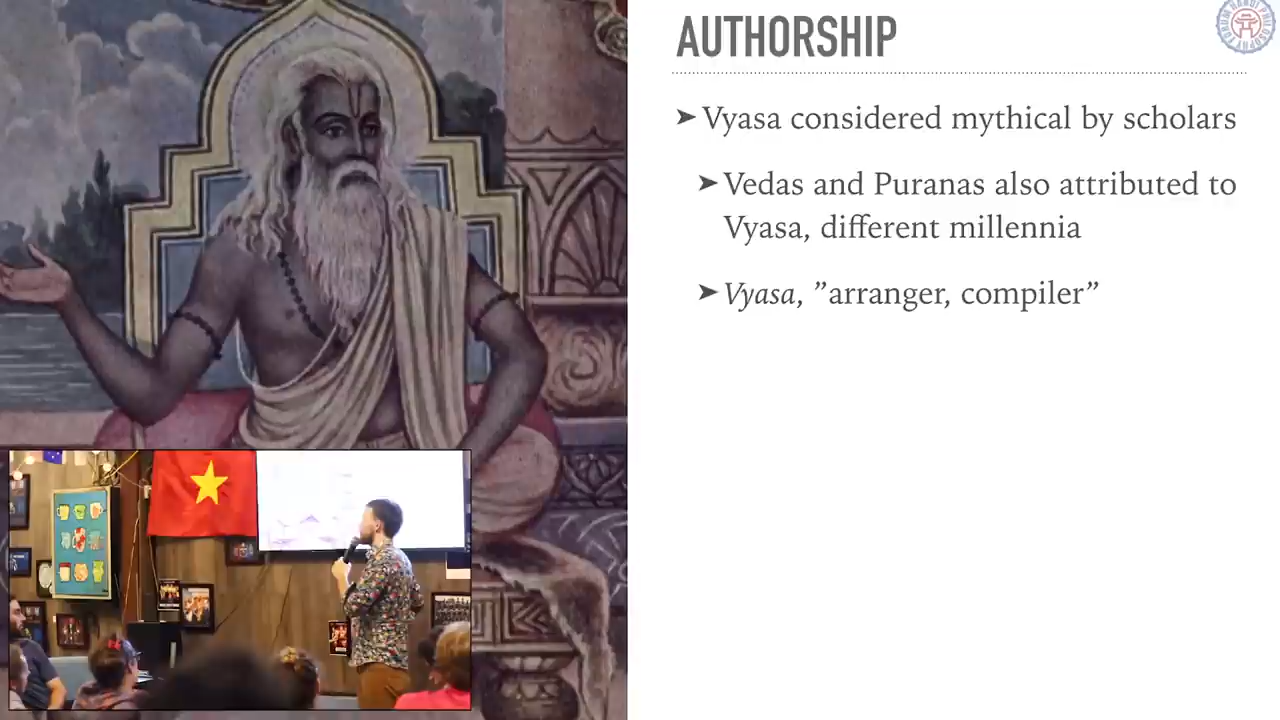 AUTHORSHIP
➤ Vyasa considered mythical by scholars
➤ Vedas and Puranas also attributed to
Vyasa, different millennia
➤ Vyasa, ”arranger, compiler”